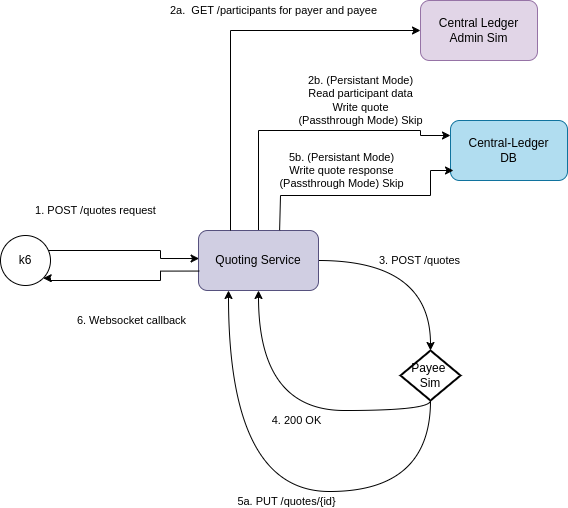 2a.  GET /participants for payer and payee
Central Ledger
Admin Sim
2b. (Persistant Mode)
Read participant data
Write quote
(Passthrough Mode) Skip
Central-Ledger
DB
5b. (Persistant Mode)
Write quote response
(Passthrough Mode) Skip
1. POST /quotes request
k6
Quoting Service
3. POST /quotes
6. Websocket callback
Payee
Sim
4. 200 OK
5a. PUT /quotes/{id}